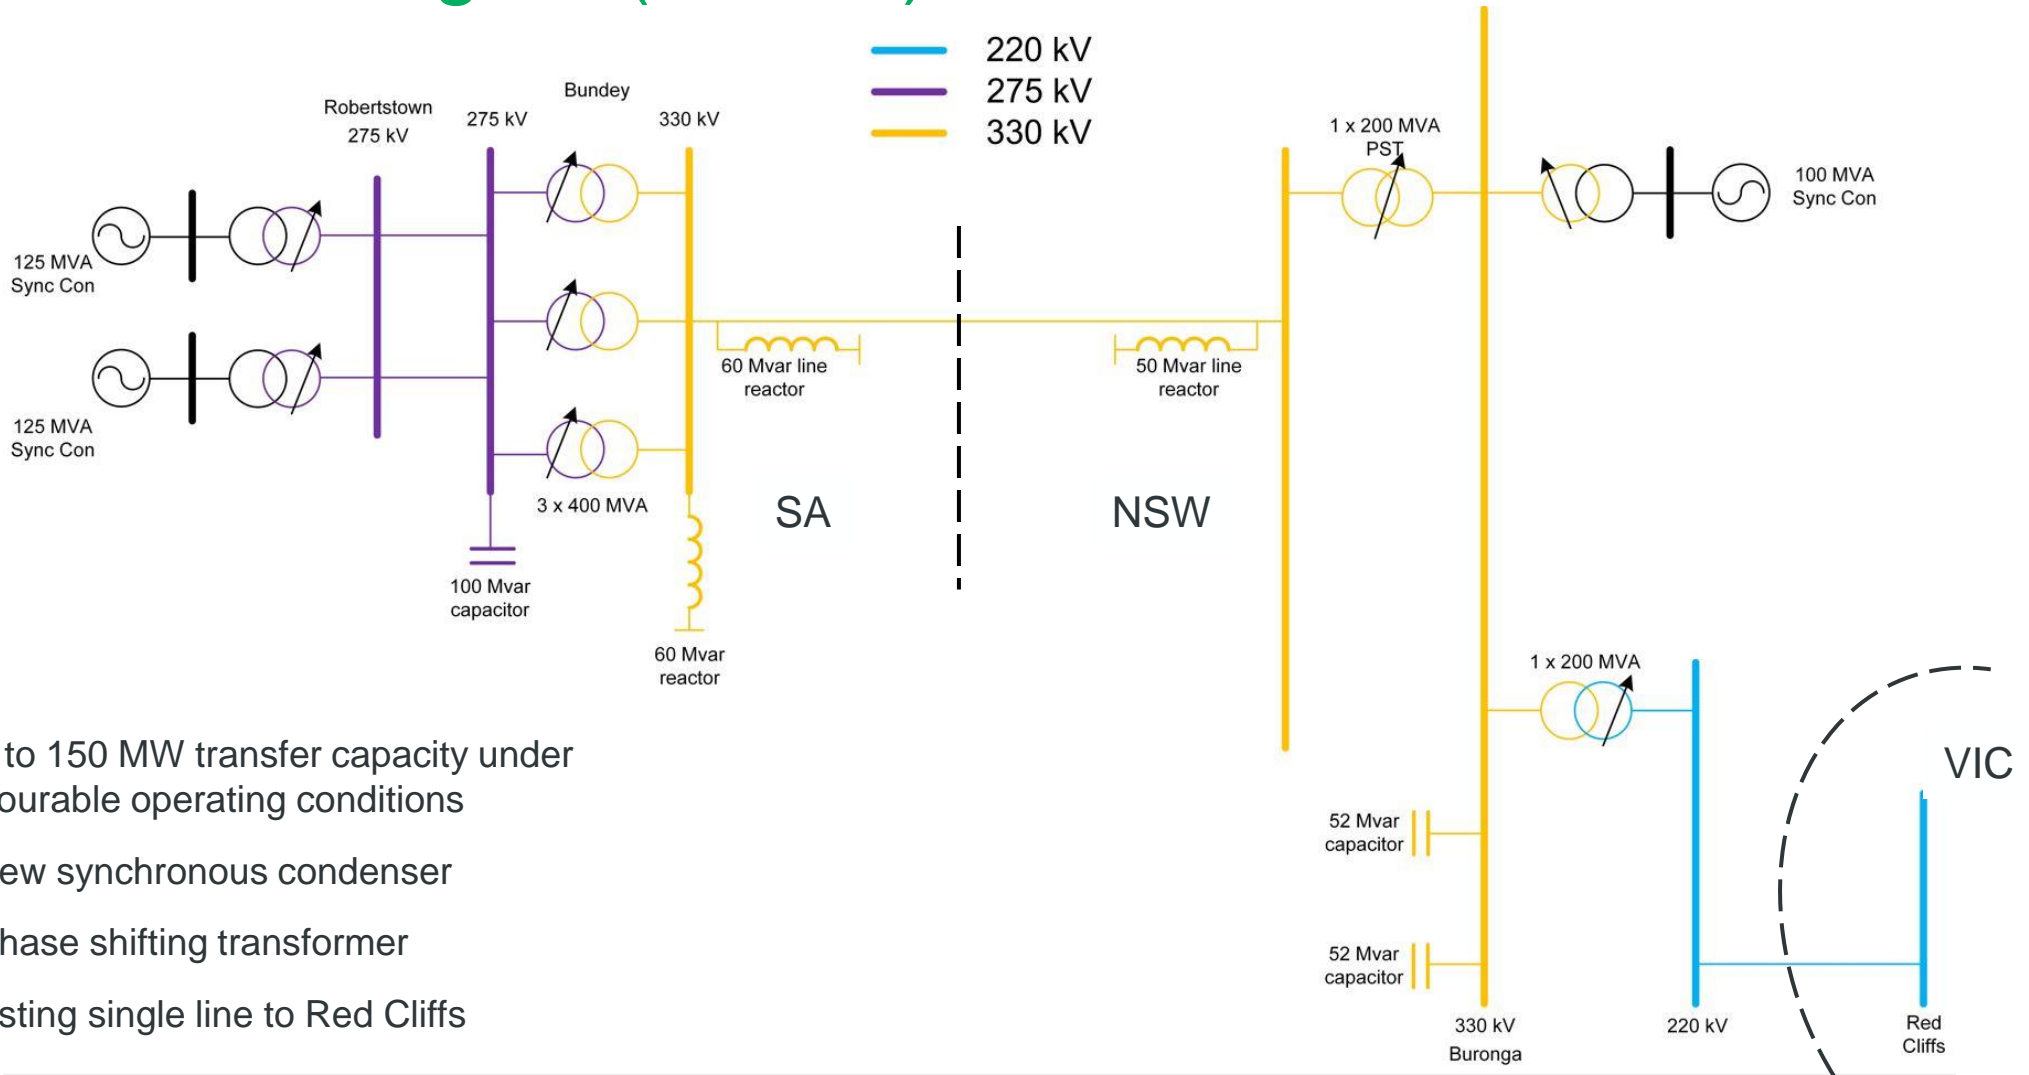 220 kV
275 kV
330 kV
Bundey
Robertstown
275 kV
275 kV
330 kV
1 x 200 MVA
PST
100 MVA
Sync Con
125 MVA
Sync Con
60 Mvar line
reactor
50 Mvar line
reactor
125 MVA
Sync Con
3 x 400 MVA
SA
NSW
100 Mvar
capacitor
60 Mvar
reactor
1 x 200 MVA
to 150 MW transfer capacity under
ourable operating conditions
VIC
52 Mvar
capacitor
ew synchronous condenser
hase shifting transformer
52 Mvar
capacitor
sting single line to Red Cliffs
330 kV
Buronga
220 kV
Red
Cliffs